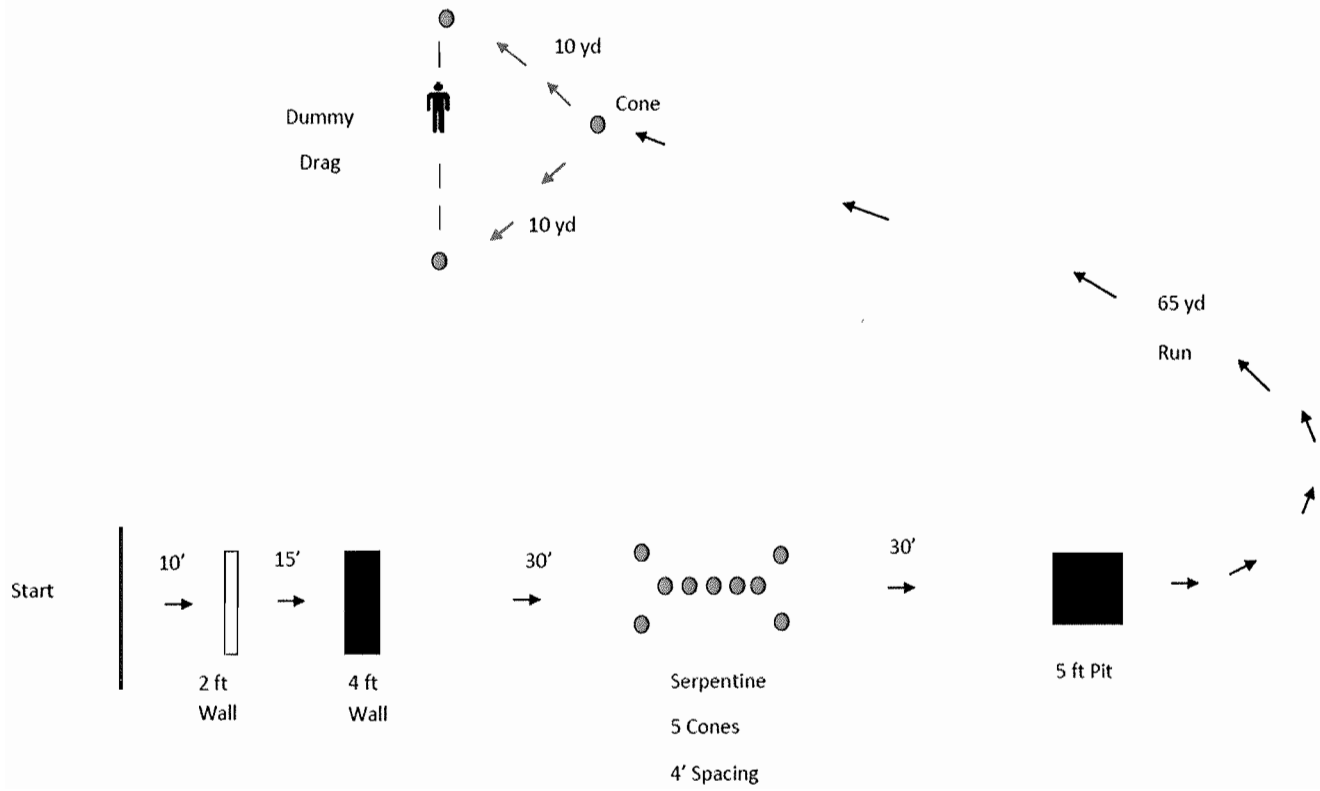 10 yd
Cone
Dummy
Drag
10 yd
65 yd
Run
Start
10’
15’
30’
30’
2 ft
Wall
4 ft
Wall
Serpentine
5 Cones
4’ Spacing
5 ft Pit